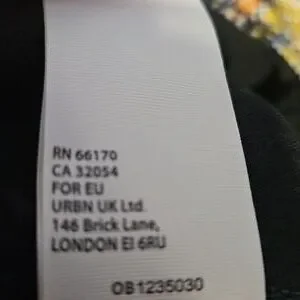 RN 66170
CA 32054
FOR EU
URBN UK Ltd
146 Brick Lane,
LONDON EI 6RU
OB1235030